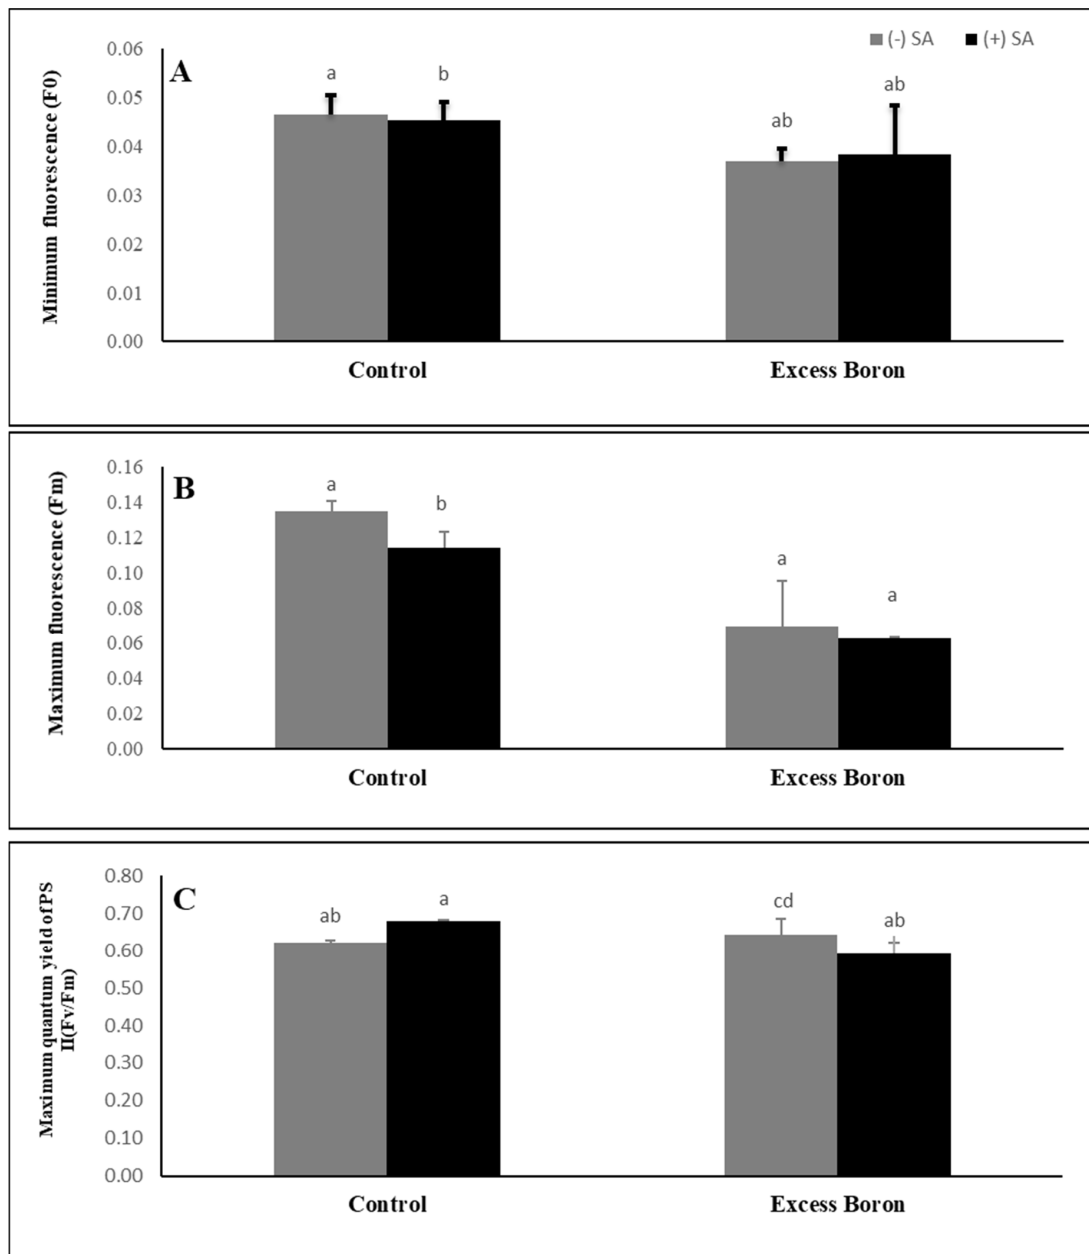 (-) SA (+) SA
A
Minimum fluorescence (F0)
0.06
0.05
0.04
0.03
0.02
0.01
0.00
a b ab ab
Control Excess Boron
B
Maximum fluorescence (Fm)
0.16
0.14
0.12
0.10
0.08
0.06
0.04
0.02
0.00
a b a a
Control Excess Boron
C
Maximum quantum yield of PS
II(Fv/Fm)
0.80
0.70
0.60
0.50
0.40
0.30
0.20
0.10
0.00
ab a cd ab
Control Excess Boron